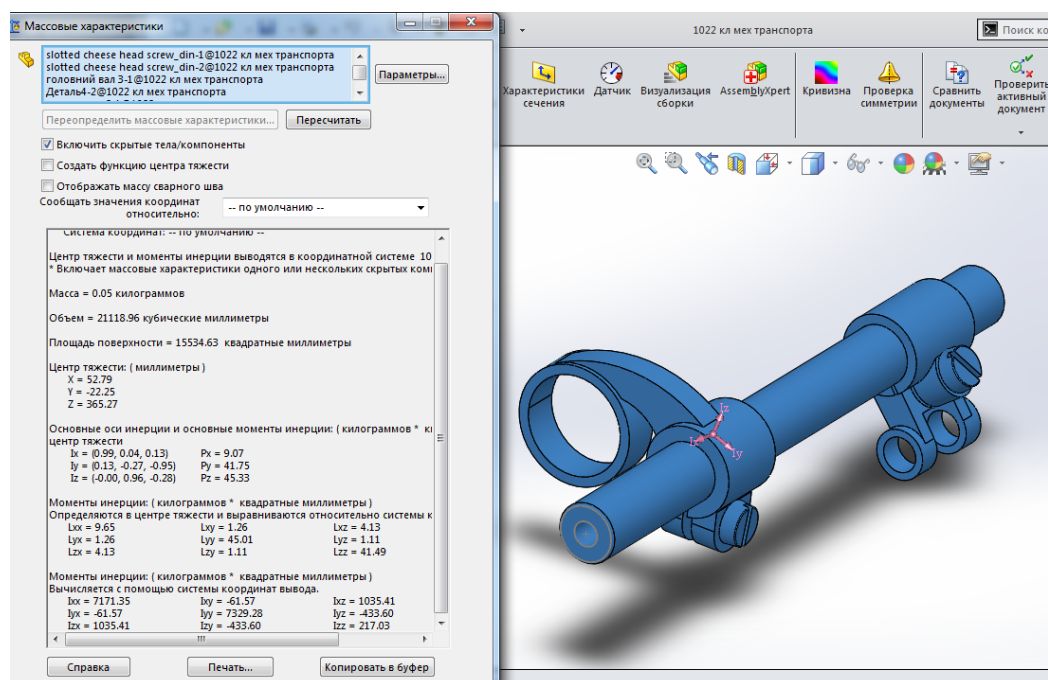 Массовые характеристики
slotted cheese head screw_din-1@1022 кл мех транспорта
slotted cheese head screw_din-2@1022 кл мех транспорта
головний вал 3-1@1022 кл мех транспорта
Деталь4-2@1022 кл мех транспорта
Параметры...
Переопределить массовые характеристики...
Пересчитать
Включить скрытые тела/компоненты
Создать функцию центра тяжести
Отображать массу сварного шва
Сообщать значения координат
относительно:
-- по умолчанию --
Система координат: -- по умолчанию --
Центр тяжести и моменты инерции выводятся в координатной системе 10
* Включает массовые характеристики одного или нескольких скрытых ком
Масса = 0.05 килограммов
Объем = 21118.96 кубические миллиметры
Площадь поверхности = 15534.63 квадратные миллиметры
Центр тяжести: ( миллиметры )
X = 52.79
Y = -22.25
Z = 365.27
Основные оси инерции и основные моменты инерции: ( килограммов * к
центр тяжести
Ix = (0.99, 0.04, 0.13) Px = 9.07
Iy = (0.13, -0.27, -0.95) Py = 41.75
Iz = (-0.00, 0.96, -0.28) Pz = 45.33
Моменты инерции: ( килограммов * квадратные миллиметры )
Определяются в центре тяжести и выравниваются относительно системы к
Lxx = 9.65 Lxy = 1.26 Lxz = 4.13
Lyx = 1.26 Lyy = 45.01 Lyz = 1.11
Lzx = 4.13 Lzy = 1.11 Lzz = 41.49
Моменты инерции: ( килограммов * квадратные миллиметры )
Вычисляется с помощью системы координат вывода.
Ixx = 7171.35 Ixy = -61.57 Ixz = 1035.41
Iyx = -61.57 Iyy = 7329.28 Iyz = -433.60
Izx = 1035.41 Izy = -433.60 Izz = 217.03
Справка
Печать...
Копировать в буфер
1022 кл мех транспорта
Поиск ко
Характеристики сечения
Датчик
Визуализация сборки
AssemblyXpert
Кривизна
Проверка симметрии
Сравнить документы
Проверить активный документ
Iz
Ix
Iy